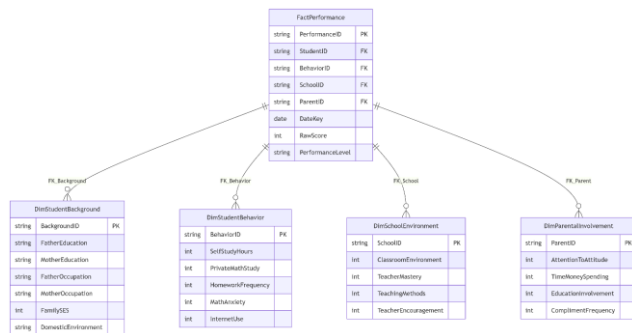 FactPerformance
string PerformanceID PK
string StudentID FK
string BehaviorID FK
string SchoolID FK
string ParentID FK
date DateKey
int RawScore
string PerformanceLevel
FK_Background
FK_Behavior
FK_School
FK_Parent
DimStudentBackground
string BackgroundID PK
string FatherEducation
string MotherEducation
string FatherOccupation
string MotherOccupation
int FamilySES
string DomesticEnvironment
DimStudentBehavior
string BehaviorID PK
int SelfStudyHours
int PrivateMathStudy
int HomeworkFrequency
int MathAnxiety
int InternetUse
DimSchoolEnvironment
string SchoolID PK
int ClassroomEnvironment
int TeacherMastery
int TeachingMethods
int TeacherEncouragement
DimParentalInvolvement
string ParentID PK
int AttentionToAttitude
int TimeMoneySpending
int EducationInvolvement
int ComplimentFrequency